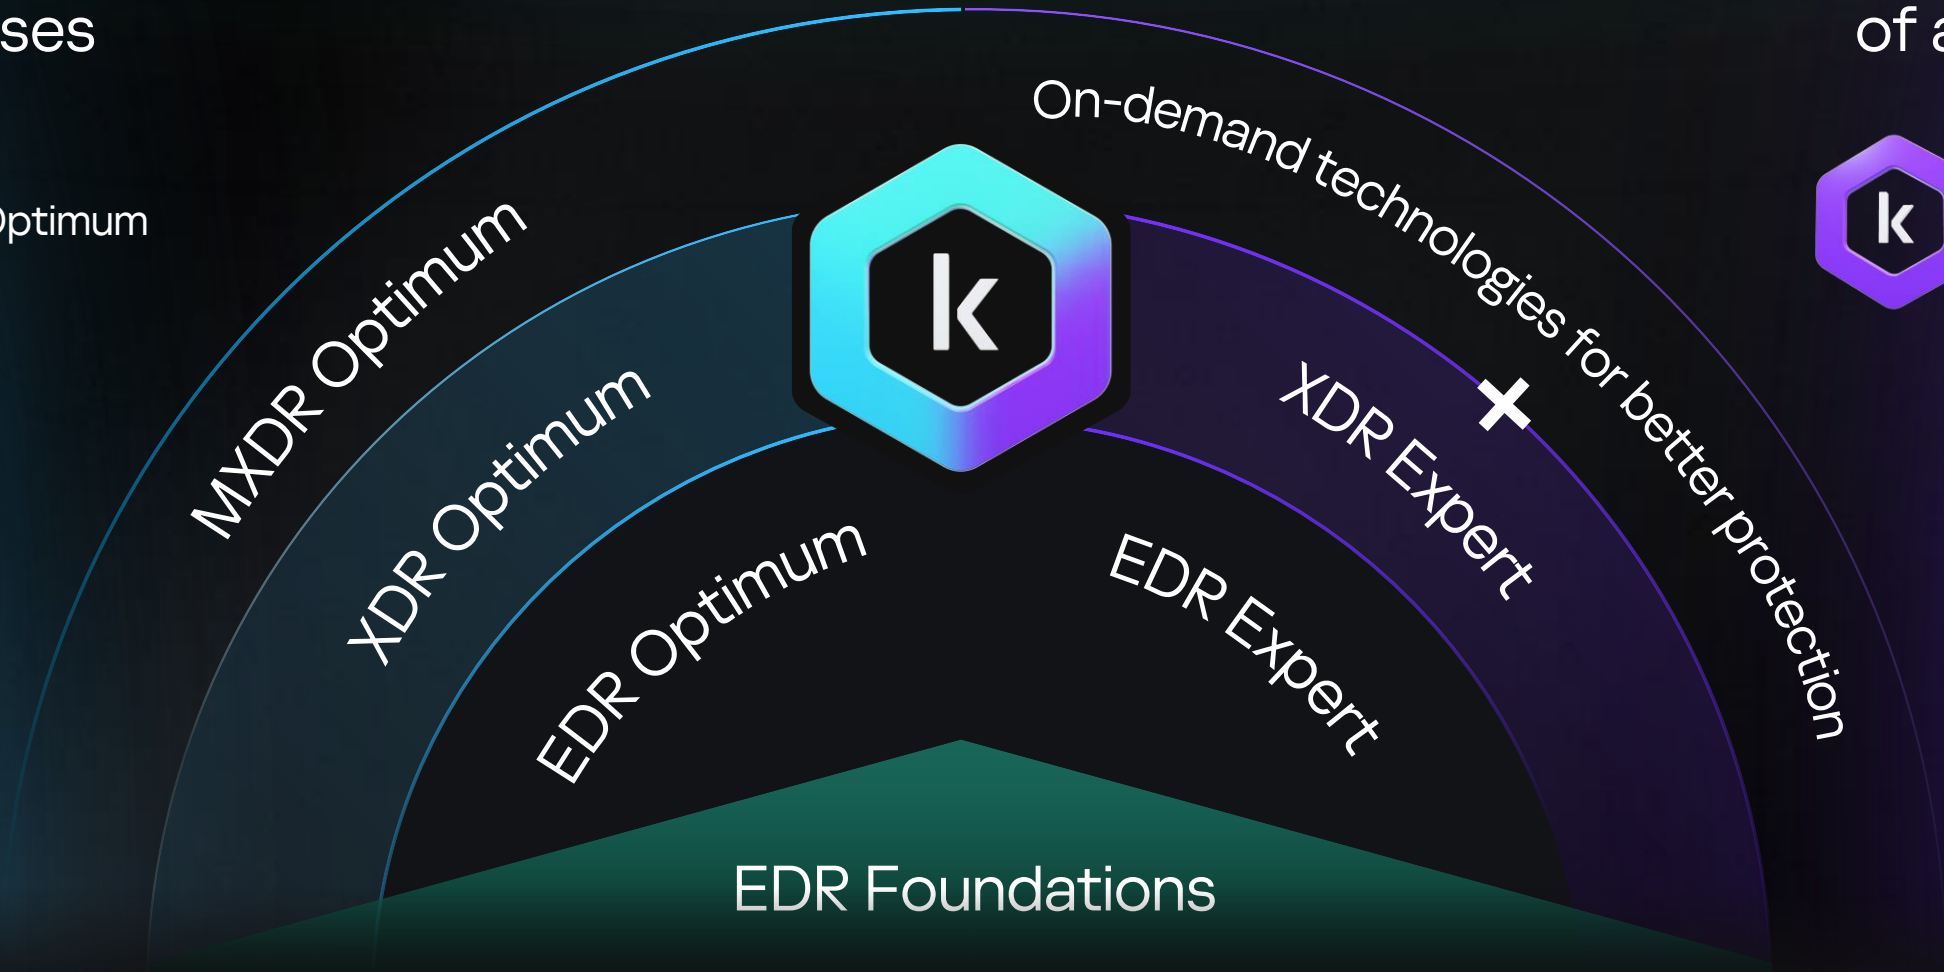 ses
of a
Optimum
k
k
MXDR Optimum
On-demand technologies for better protection
XDR Optimum
XDR Expert
+
EDR Optimum
EDR Expert
EDR Foundations